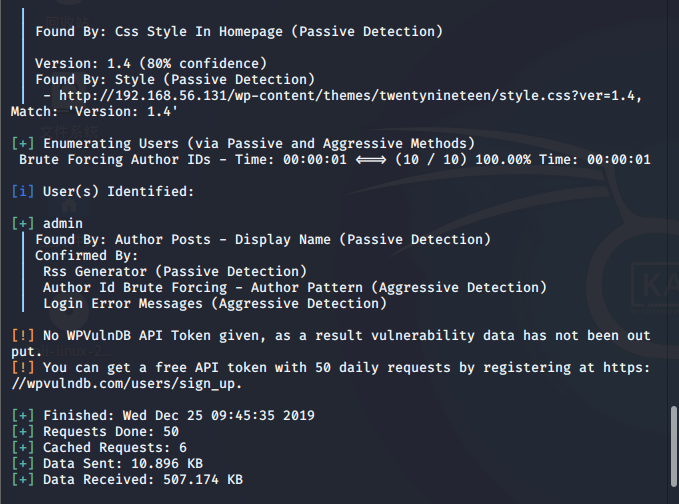 Found By: Css Style In Homepage (Passive Detection)
Version: 1.4 (80% confidence)
Found By: Style (Passive Detection)
- http://192.168.56.131/wp-content/themes/twentynineteen/style.css?ver=1.4,
Match: 'Version: 1.4'
[+] Enumerating Users (via Passive and Aggressive Methods)
Brute Forcing Author IDs - Time: 00:00:01 <===> (10 / 10) 100.00% Time: 00:00:01
[i] User(s) Identified:
[+] admin
Found By: Author Posts - Display Name (Passive Detection)
Confirmed By:
Rss Generator (Passive Detection)
Author Id Brute Forcing - Author Pattern (Aggressive Detection)
Login Error Messages (Aggressive Detection)
[!] No WPVulnDB API Token given, as a result vulnerability data has not been out
put.
[!] You can get a free API token with 50 daily requests by registering at https:
//wpvulndb.com/users/sign_up.
[+] Finished: Wed Dec 25 09:45:35 2019
[+] Requests Done: 50
[+] Cached Requests: 6
[+] Data Sent: 10.896 KB
[+] Data Received: 507.174 KB